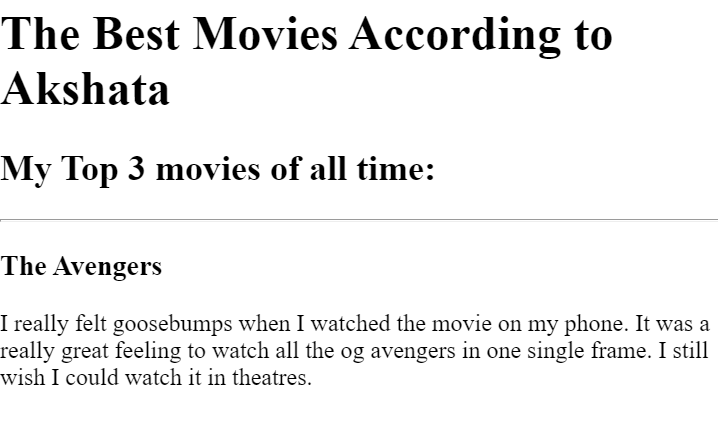 The Best Movies According to
Akshata
My Top 3 movies of all time:
The Avengers
I really felt goosebumps when I watched the movie on my phone. It was a
really great feeling to watch all the og avengers in one single frame. I still
wish I could watch it in theatres.